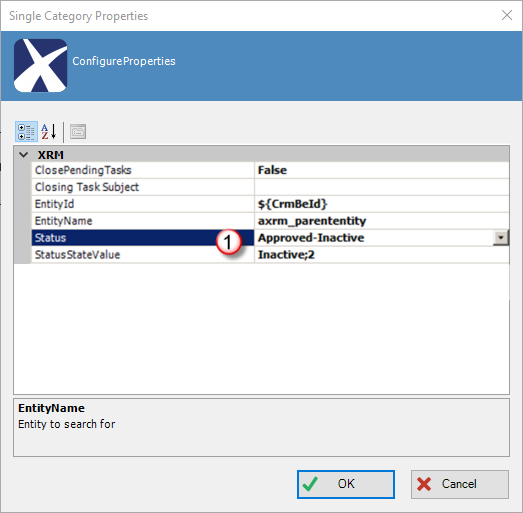 Single Category Properties
ConfigureProperties
A
Z
XRM
ClosePendingTasks False
Closing Task Subject
EntityId ${CrmBeId}
EntityName axrm_parententity
Status 1 Approved-Inactive
StatusStateValue Inactive;2
EntityName
Entity to search for
OK Cancel